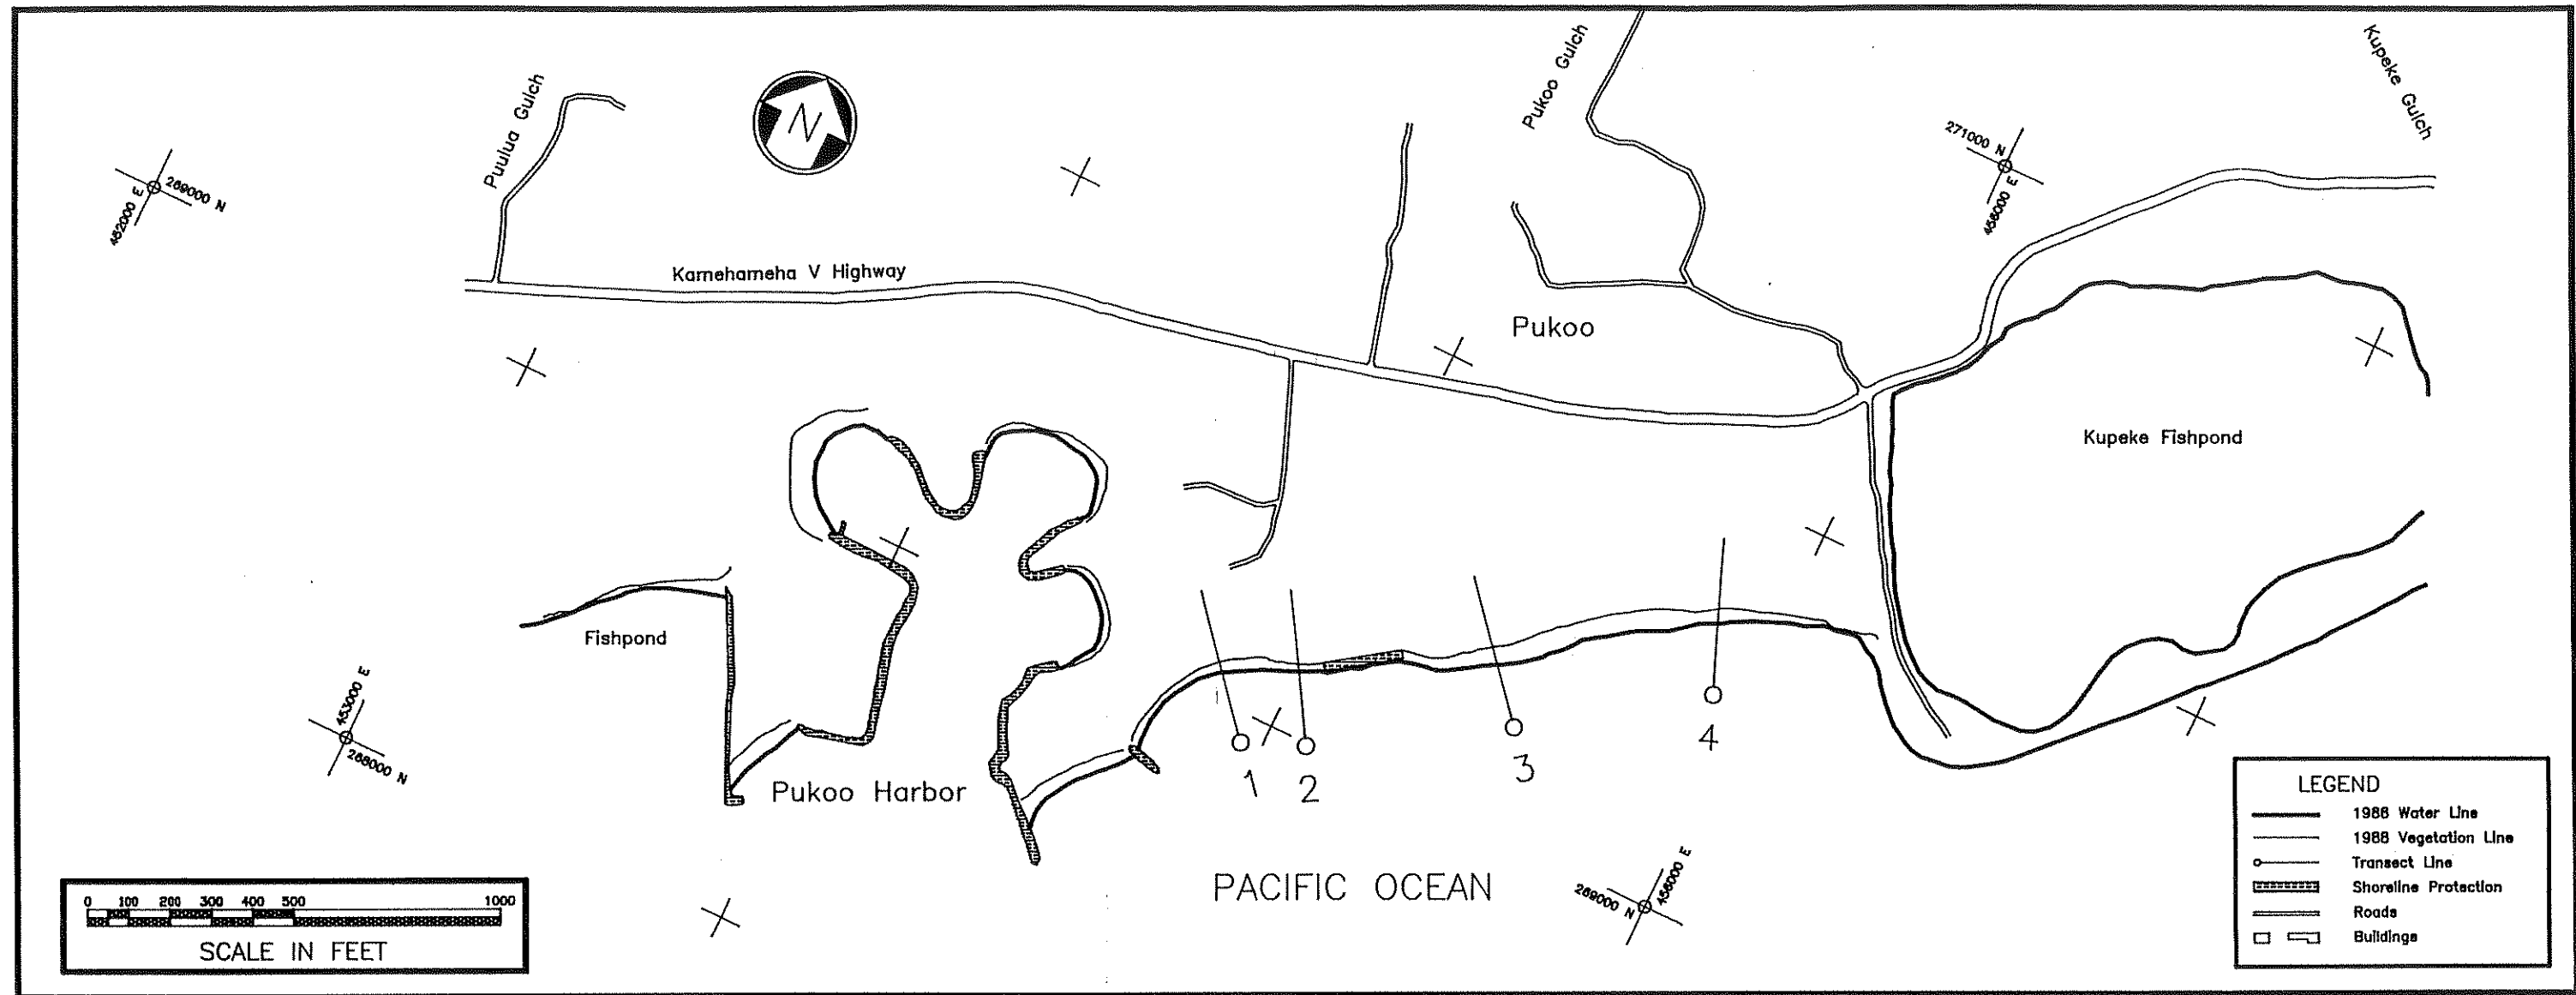 Puulua Gulch
N
Pukoo Gulch
Kupeke Gulch
452000 E
269000 N
271000 N
456000 E
Kamehameha V Highway
Pukoo
Kupeke Fishpond
Fishpond
453000 E
268000 N
Pukoo Harbor
1
2
3
4
PACIFIC OCEAN
269000 N
456000 E
0 100 200 300 400 500 1000
SCALE IN FEET
LEGEND
1988 Water Line
1988 Vegetation Line
Transect Line
Shoreline Protection
Roads
Buildings